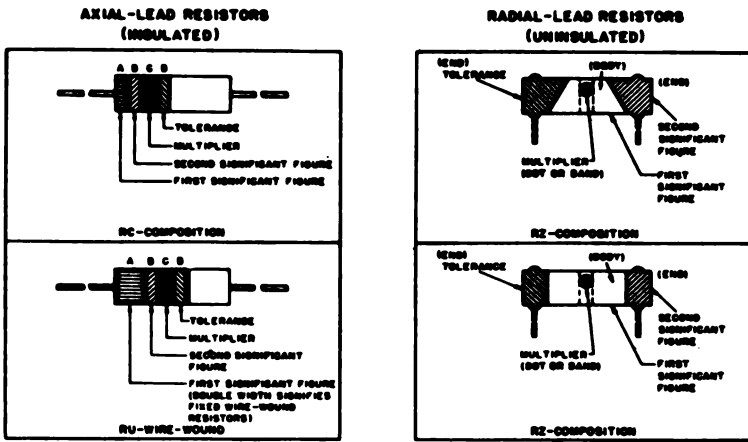 AXIAL-LEAD RESISTORS
(INSULATED)
A B C D
TOLERANCE
MULTIPLIER
SECOND SIGNIFICANT FIGURE
FIRST SIGNIFICANT FIGURE
RC-COMPOSITION
A B C D
TOLERANCE
MULTIPLIER
SECOND SIGNIFICANT
FIGURE
FIRST SIGNIFICANT FIGURE
(DOUBLE WIDTH SIGNIFIES
FIXED WIRE-WOUND
RESISTORS)
RU-WIRE-WOUND
RADIAL-LEAD RESISTORS
(UNINSULATED)
(END)
TOLERANCE
(BODY)
(END)
SECOND
SIGNIFICANT
FIGURE
MULTIPLIER
(DOT OR BAND)
FIRST
SIGNIFICANT
FIGURE
RZ-COMPOSITION
(END)
TOLERANCE
(BODY)
(END)
SECOND
SIGNIFICANT
FIGURE
MULTIPLIER
(DOT OR BAND)
FIRST
SIGNIFICANT
FIGURE
RZ-COMPOSITION